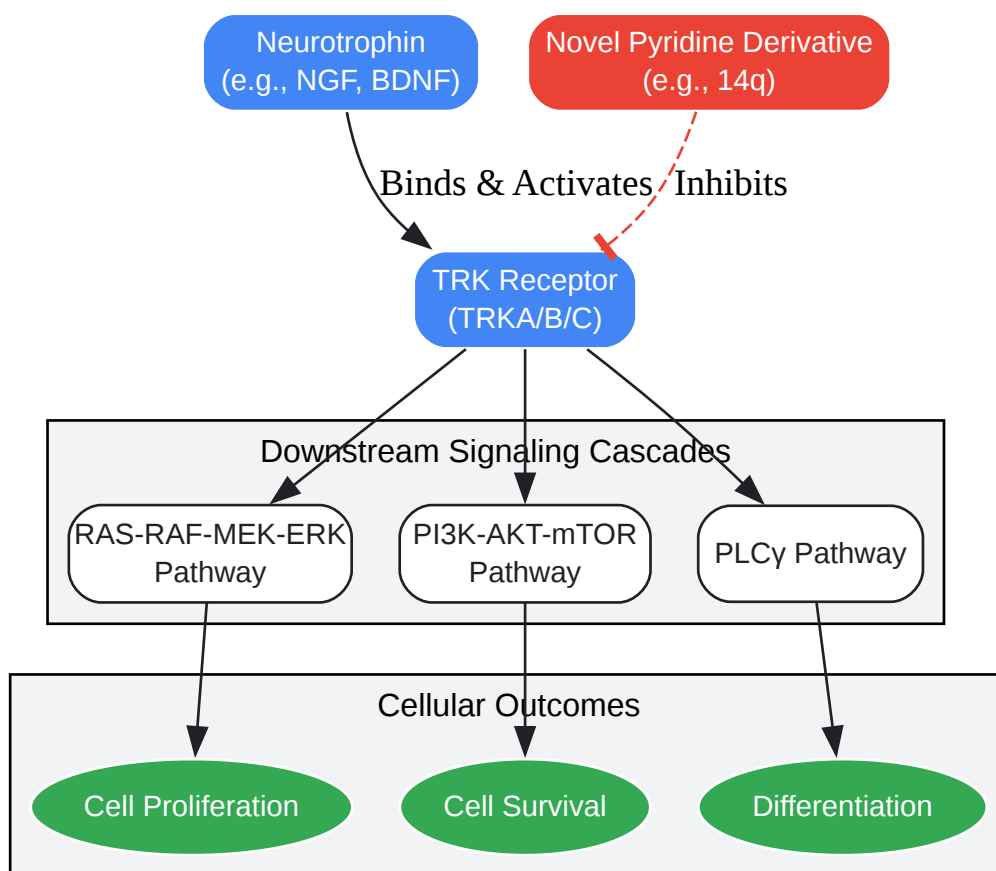 Neurotrophin
(e.g., NGF, BDNF)
Novel Pyridine Derivative
(e.g., 14q)
Binds & Activates
Inhibits
TRK Receptor
(TRKA/B/C)
Downstream Signaling Cascades
RAS-RAF-MEK-ERK
Pathway
PI3K-AKT-mTOR
Pathway
PLCγ Pathway
Cellular Outcomes
Cell Proliferation
Cell Survival
Differentiation